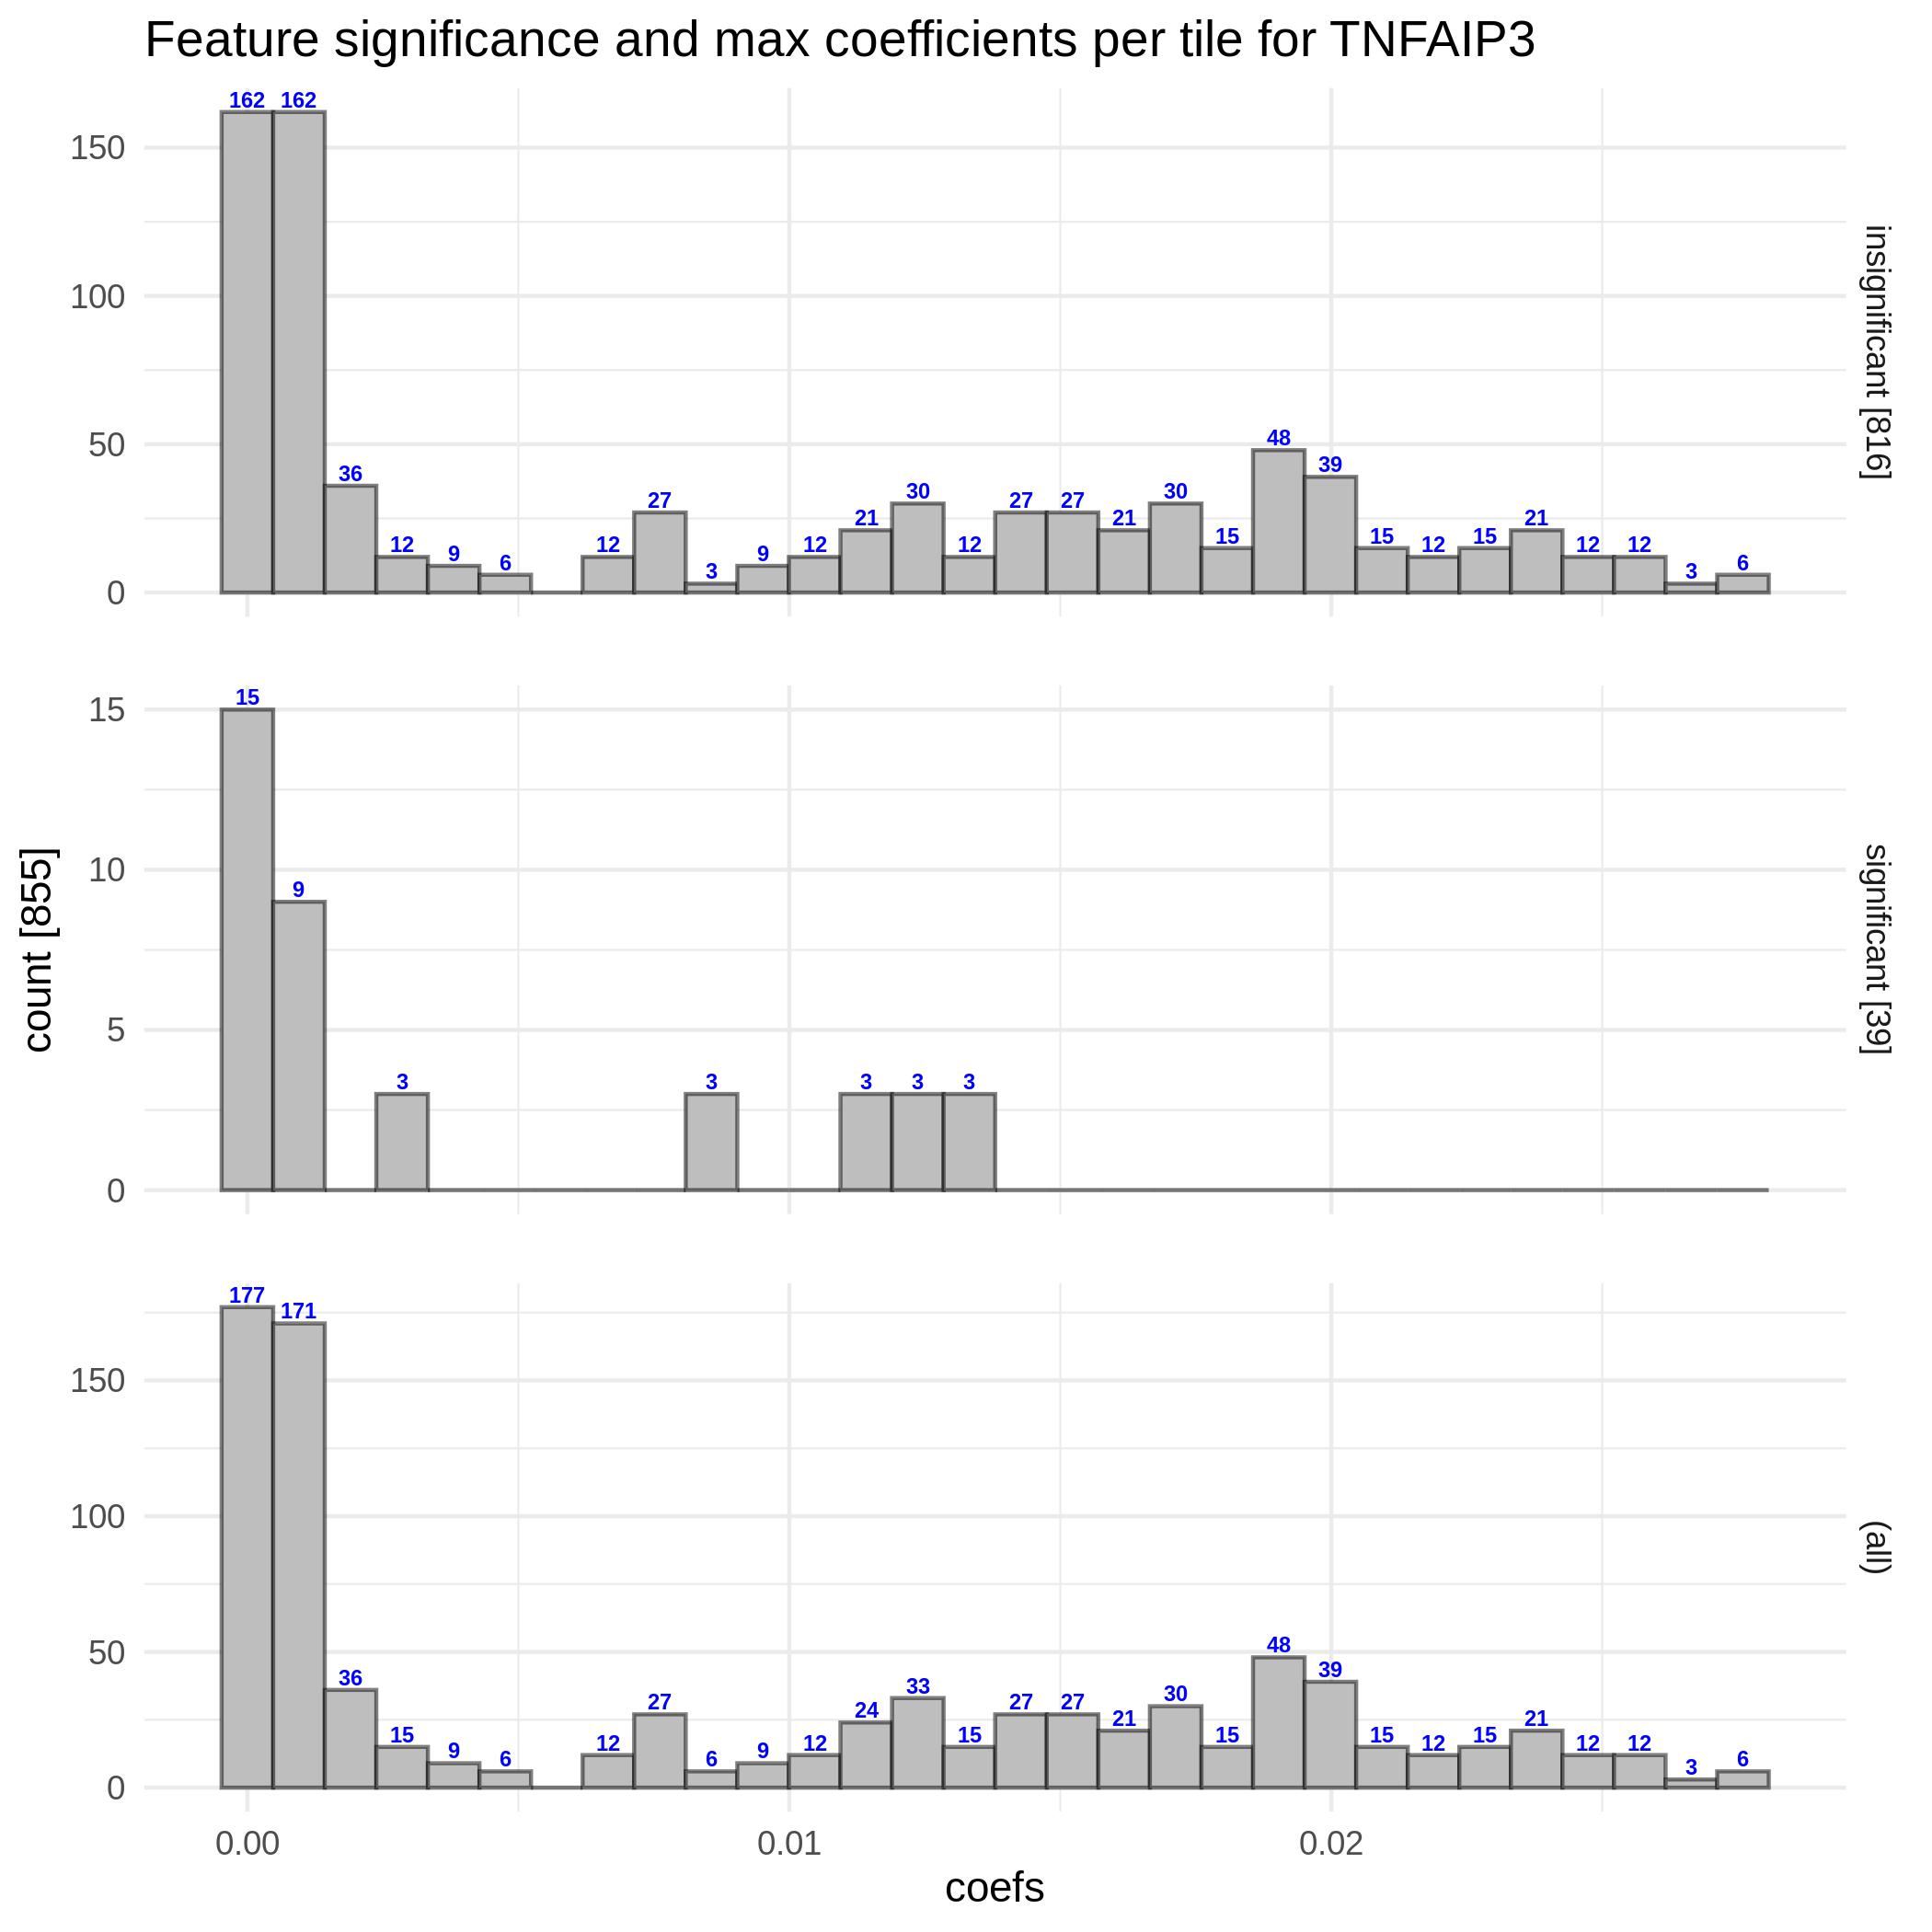 Feature significance and max coefficients per tile for TNFAIP3
162 162 36 12 9 6 12 27 3 9 12 21 30 12 27 27 21 30 15 48 39 15 12 15 21 12 12 3 6
150
100
50
0
insignificant [816]
15 9 3 3 3 3 3
15
10
5
0
significant [39]
count [855]
177 171 36 15 9 6 12 27 6 9 12 24 33 15 27 27 21 30 15 48 39 15 12 15 21 12 12 3 6
150
100
50
0
(all)
0.00 0.01 0.02
coefs